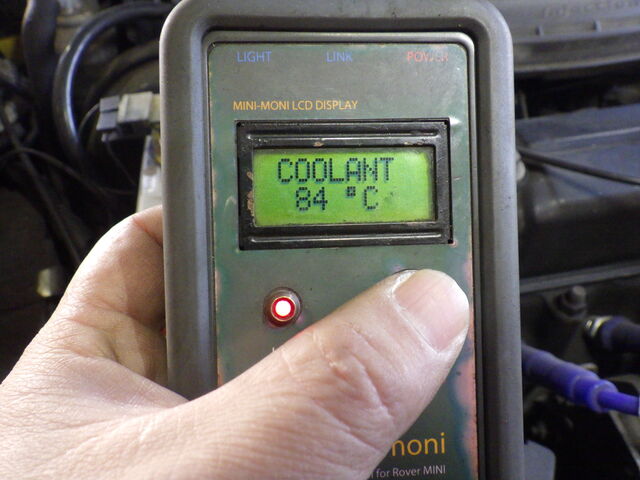 LIGHT LINK POWER
MINI-MONI LCD DISPLAY
COOLANT
84 °C
moni
for Rover MINI